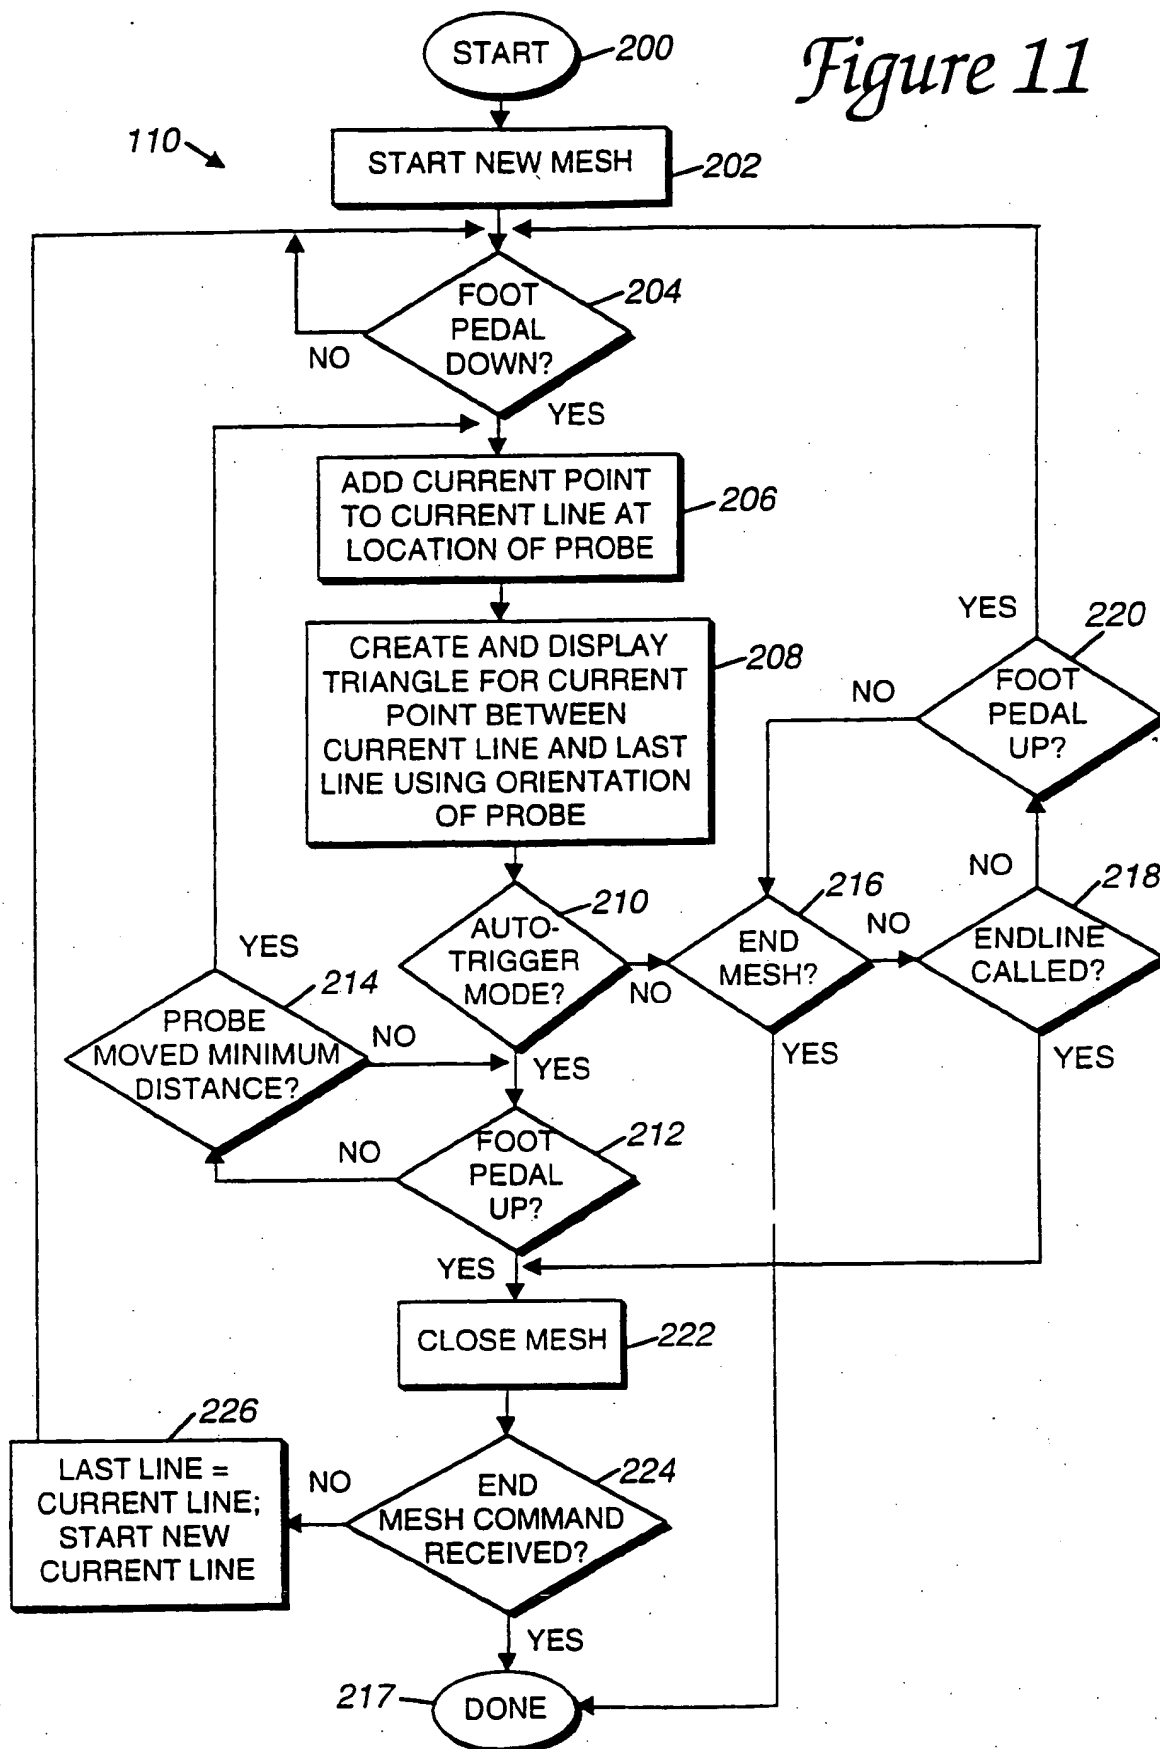 Figure 11
START
200
110
START NEW MESH
202
FOOT
PEDAL
DOWN?
204
NO
YES
ADD CURRENT POINT
TO CURRENT LINE AT
LOCATION OF PROBE
206
CREATE AND DISPLAY
TRIANGLE FOR CURRENT
POINT BETWEEN
CURRENT LINE AND LAST
LINE USING ORIENTATION
OF PROBE
208
YES
220
FOOT
PEDAL
UP?
NO
AUTO-
TRIGGER
MODE?
210
NO
YES
END
MESH?
216
NO
YES
ENDLINE
CALLED?
218
NO
YES
YES
214
PROBE
MOVED MINIMUM
DISTANCE?
NO
FOOT
PEDAL
UP?
212
NO
YES
CLOSE MESH
222
226
LAST LINE =
CURRENT LINE;
START NEW
CURRENT LINE
NO
END
MESH COMMAND
RECEIVED?
224
YES
217
DONE